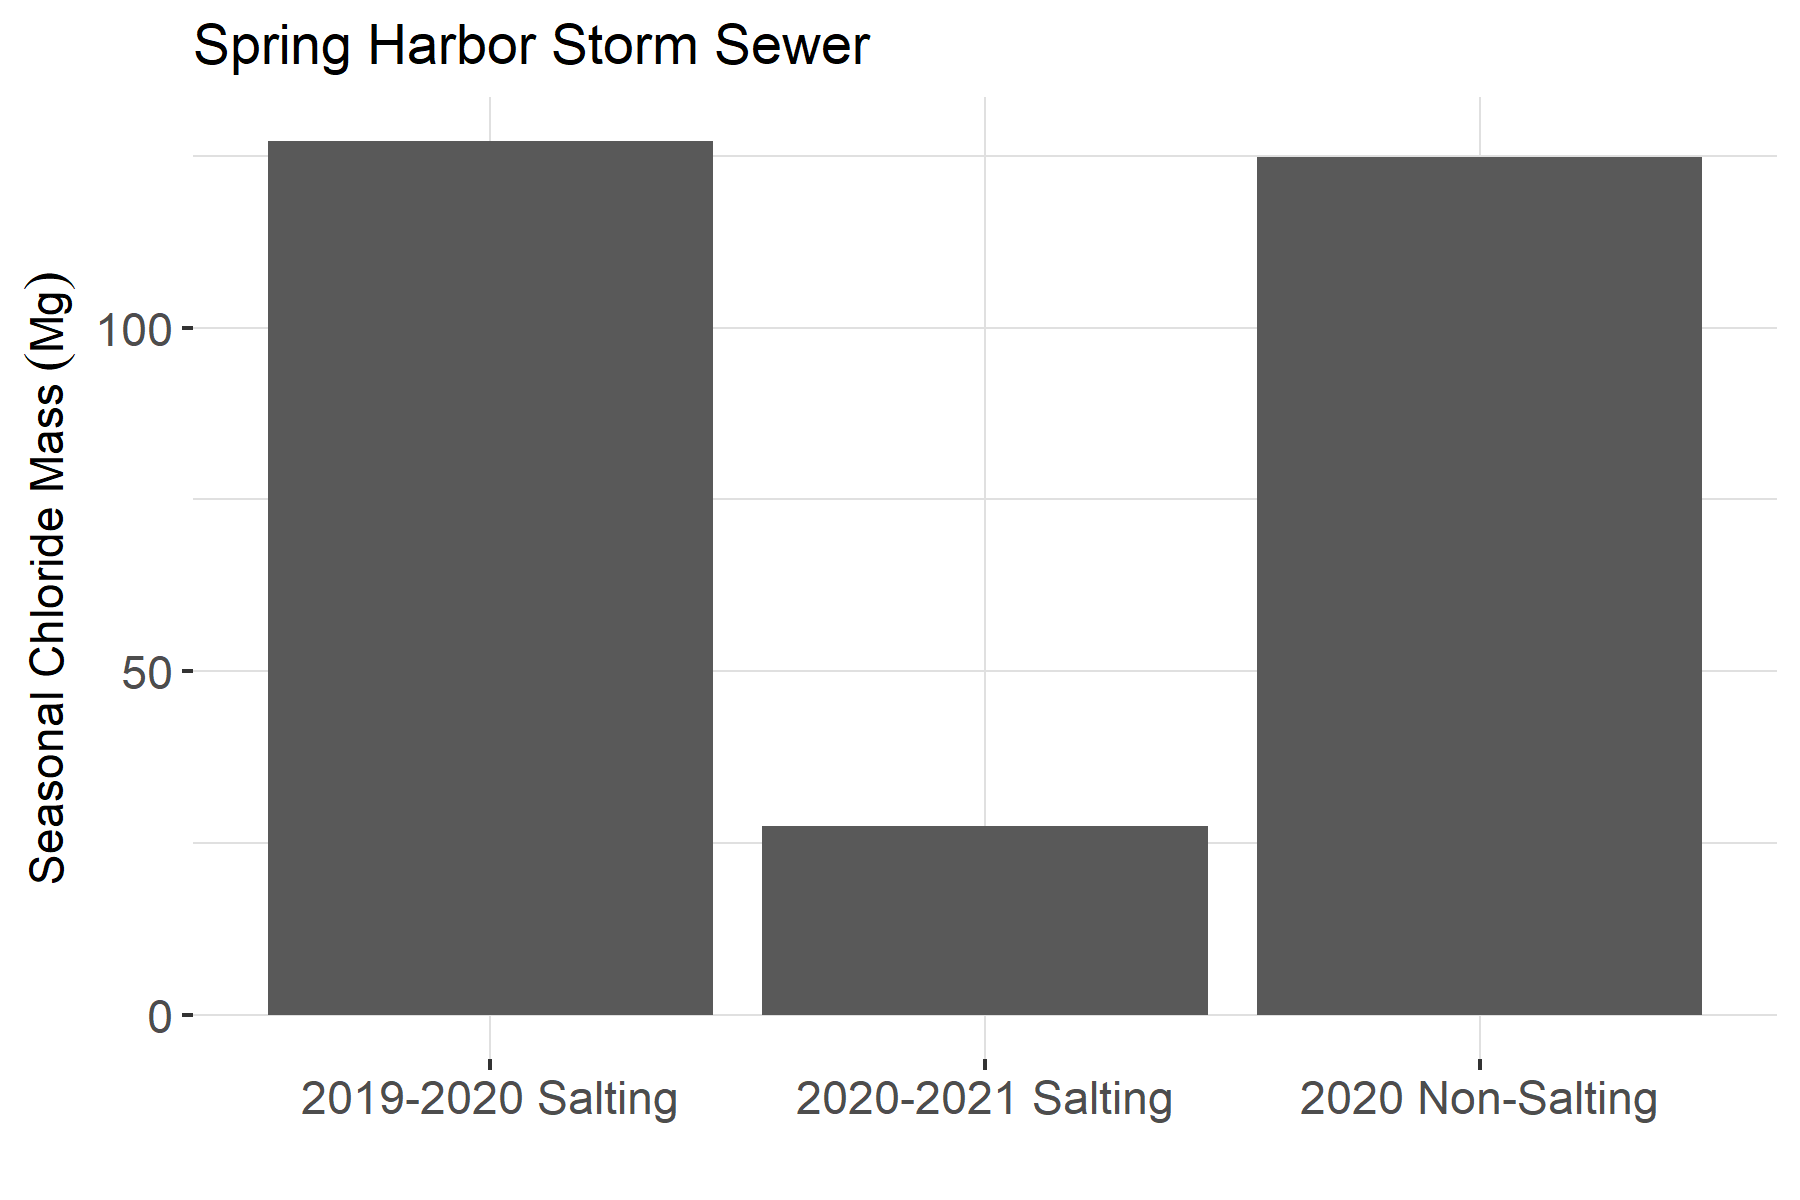 Spring Harbor Storm Sewer
Seasonal Chloride Mass (Mg)
100
50
0
2019-2020 Salting
2020-2021 Salting
2020 Non-Salting